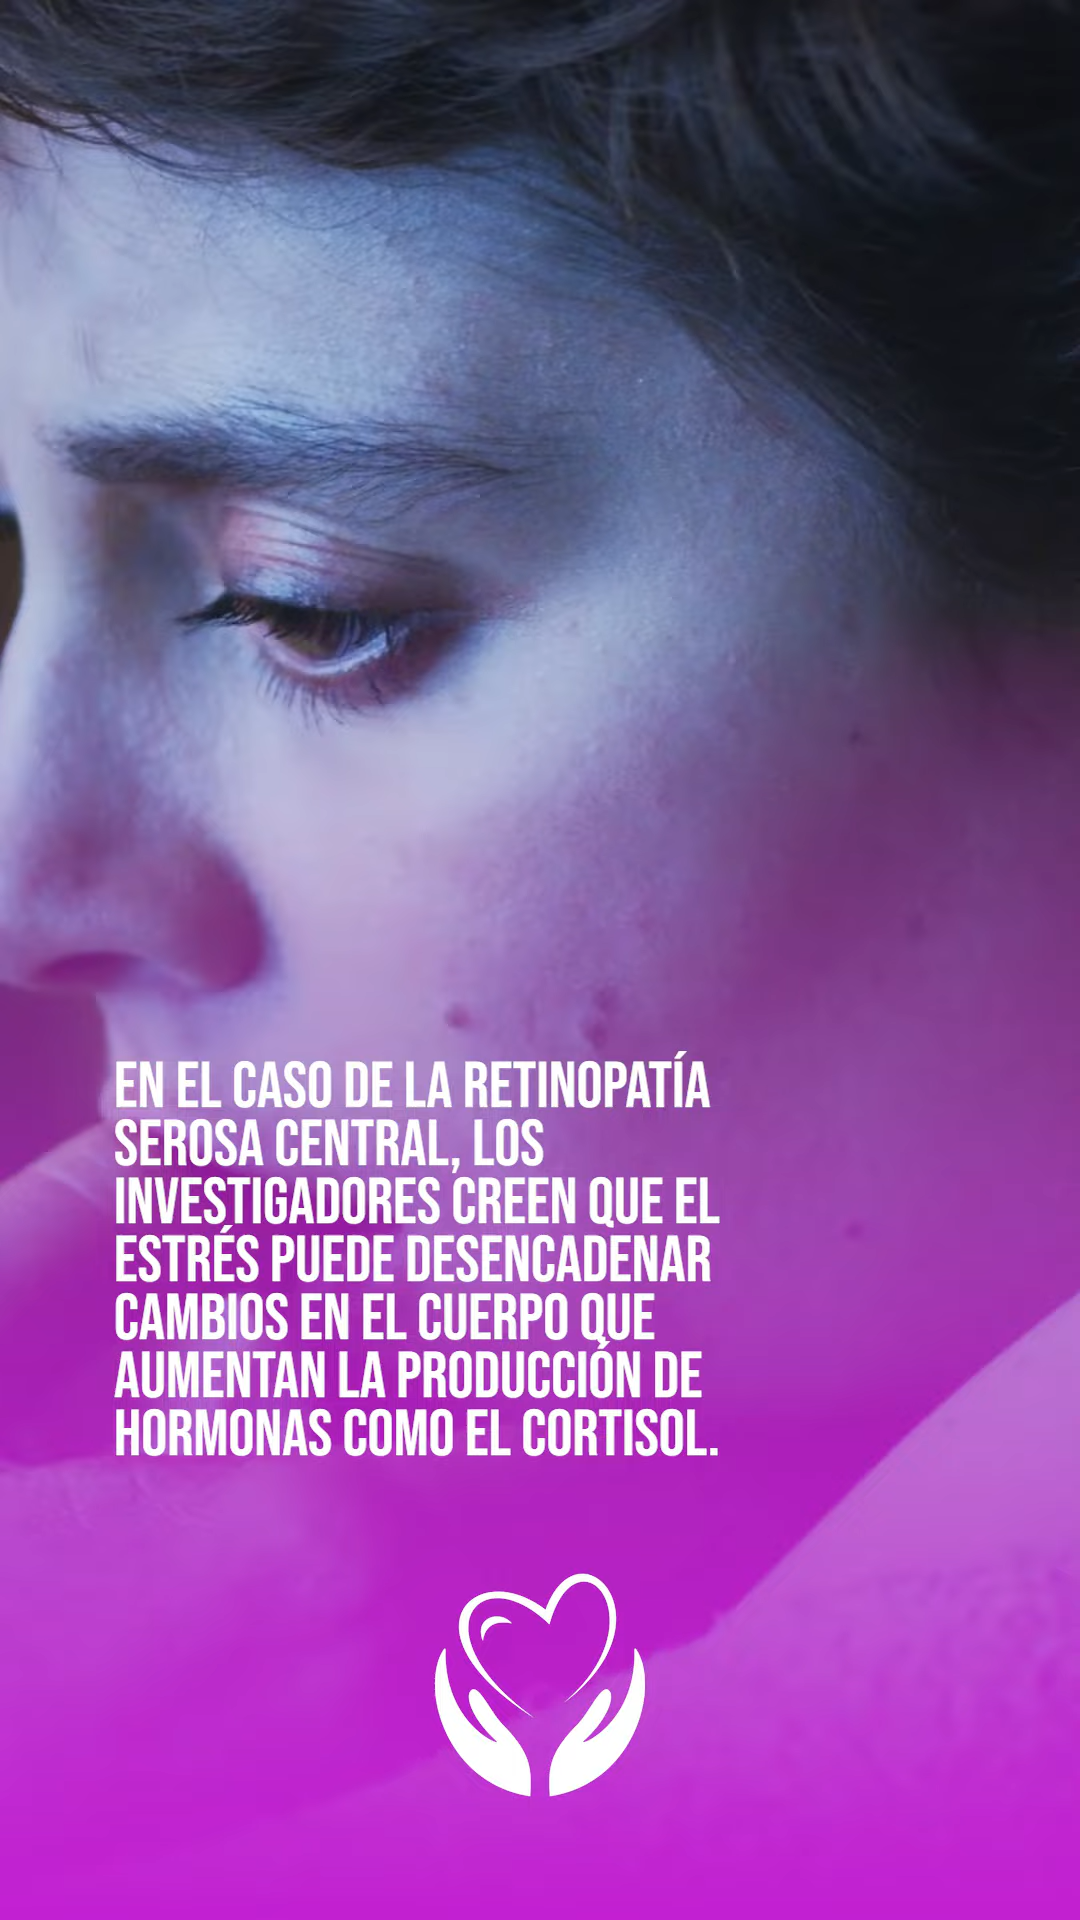 EN EL CASO DE LA RETINOPATÍA
SEROSA CENTRAL, LOS
INVESTIGADORES CREEN QUE EL
ESTRÉS PUEDE DESENCADENAR
CAMBIOS EN EL CUERPO QUE
AUMENTAN LA PRODUCCIÓN DE
HORMONAS COMO EL CORTISOL.